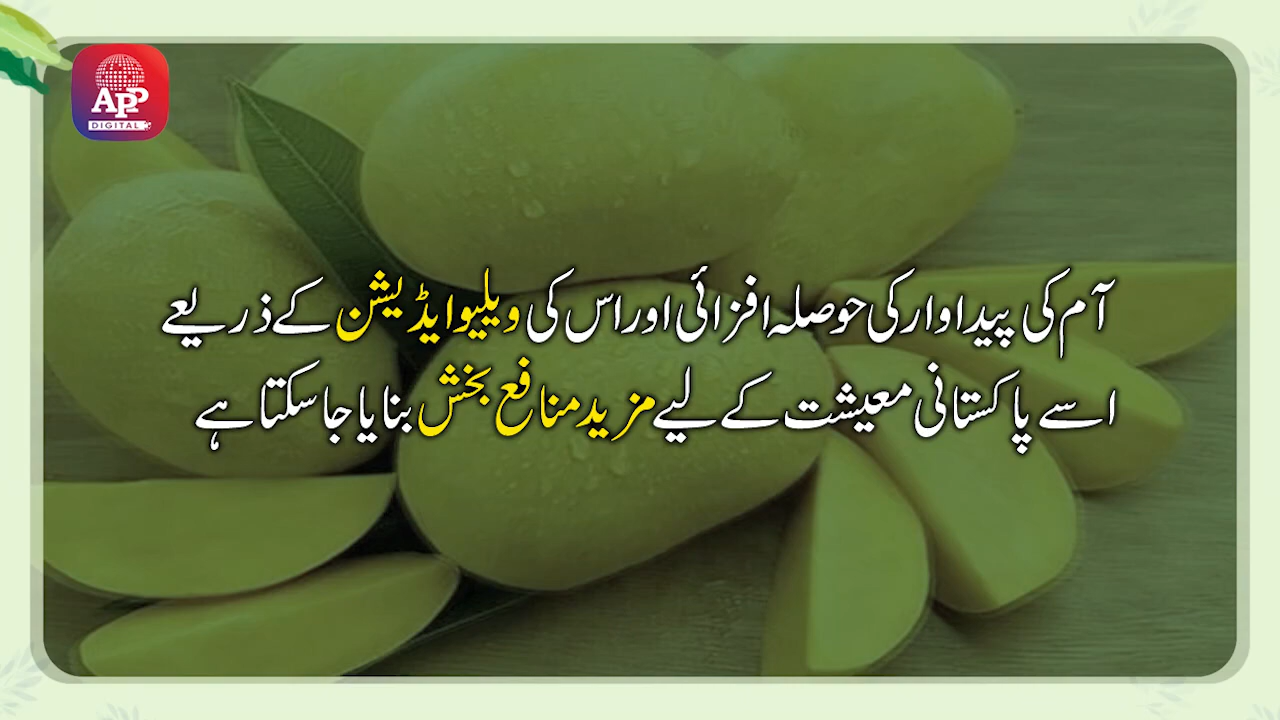 APP
DIGITAL
آم کی پیداوار کی حوصلہ افزائی اور اس کی ویلیو ایڈیشن کے ذریعے
اسے پاکستانی معیشت کے لیے مزید منافع بخش بنایا جا سکتا ہے